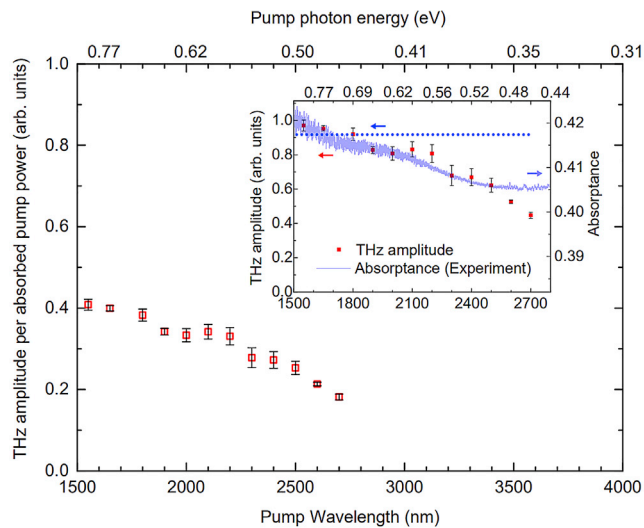 Pump photon energy (eV)
0.77 0.62 0.50 0.41 0.35 0.31
THz amplitude per absorbed pump power (arb. units)
1.0
0.8
0.6
0.4
0.2
0.0
1500 2000 2500 3000 3500 4000
Pump Wavelength (nm)
0.77 0.69 0.62 0.56 0.52 0.48 0.44
THz amplitude (arb. units)
1.0
0.8
0.6
0.4
0.2
0.0
0.42
0.41
0.40
0.39
Absorptance
THz amplitude
Absorptance (Experiment)
1500 1800 2100 2400 2700